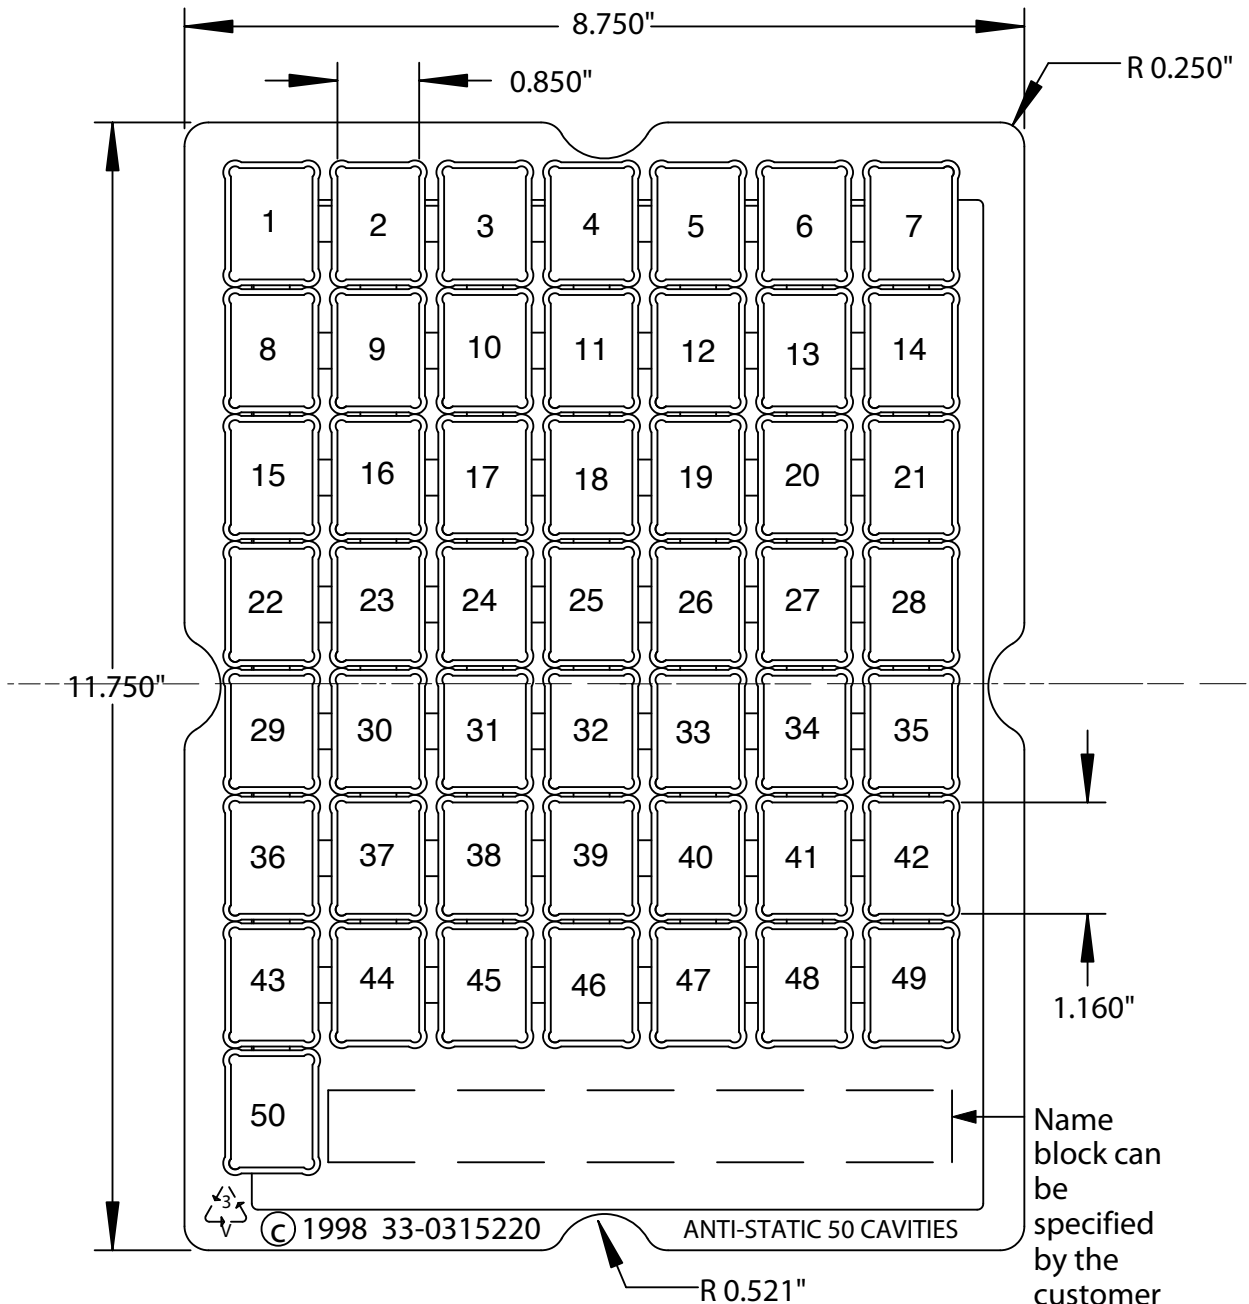 8.750"
0.850"
R 0.250"
1 2 3 4 5 6 7
8 9 10 11 12 13 14
15 16 17 18 19 20 21
22 23 24 25 26 27 28
11.750"
29 30 31 32 33 34 35
36 37 38 39 40 41 42
43 44 45 46 47 48 49
1.160"
50
Name
block can
be
specified
by the
customer
3
V
© 1998 33-0315220
ANTI-STATIC 50 CAVITIES
R 0.521"